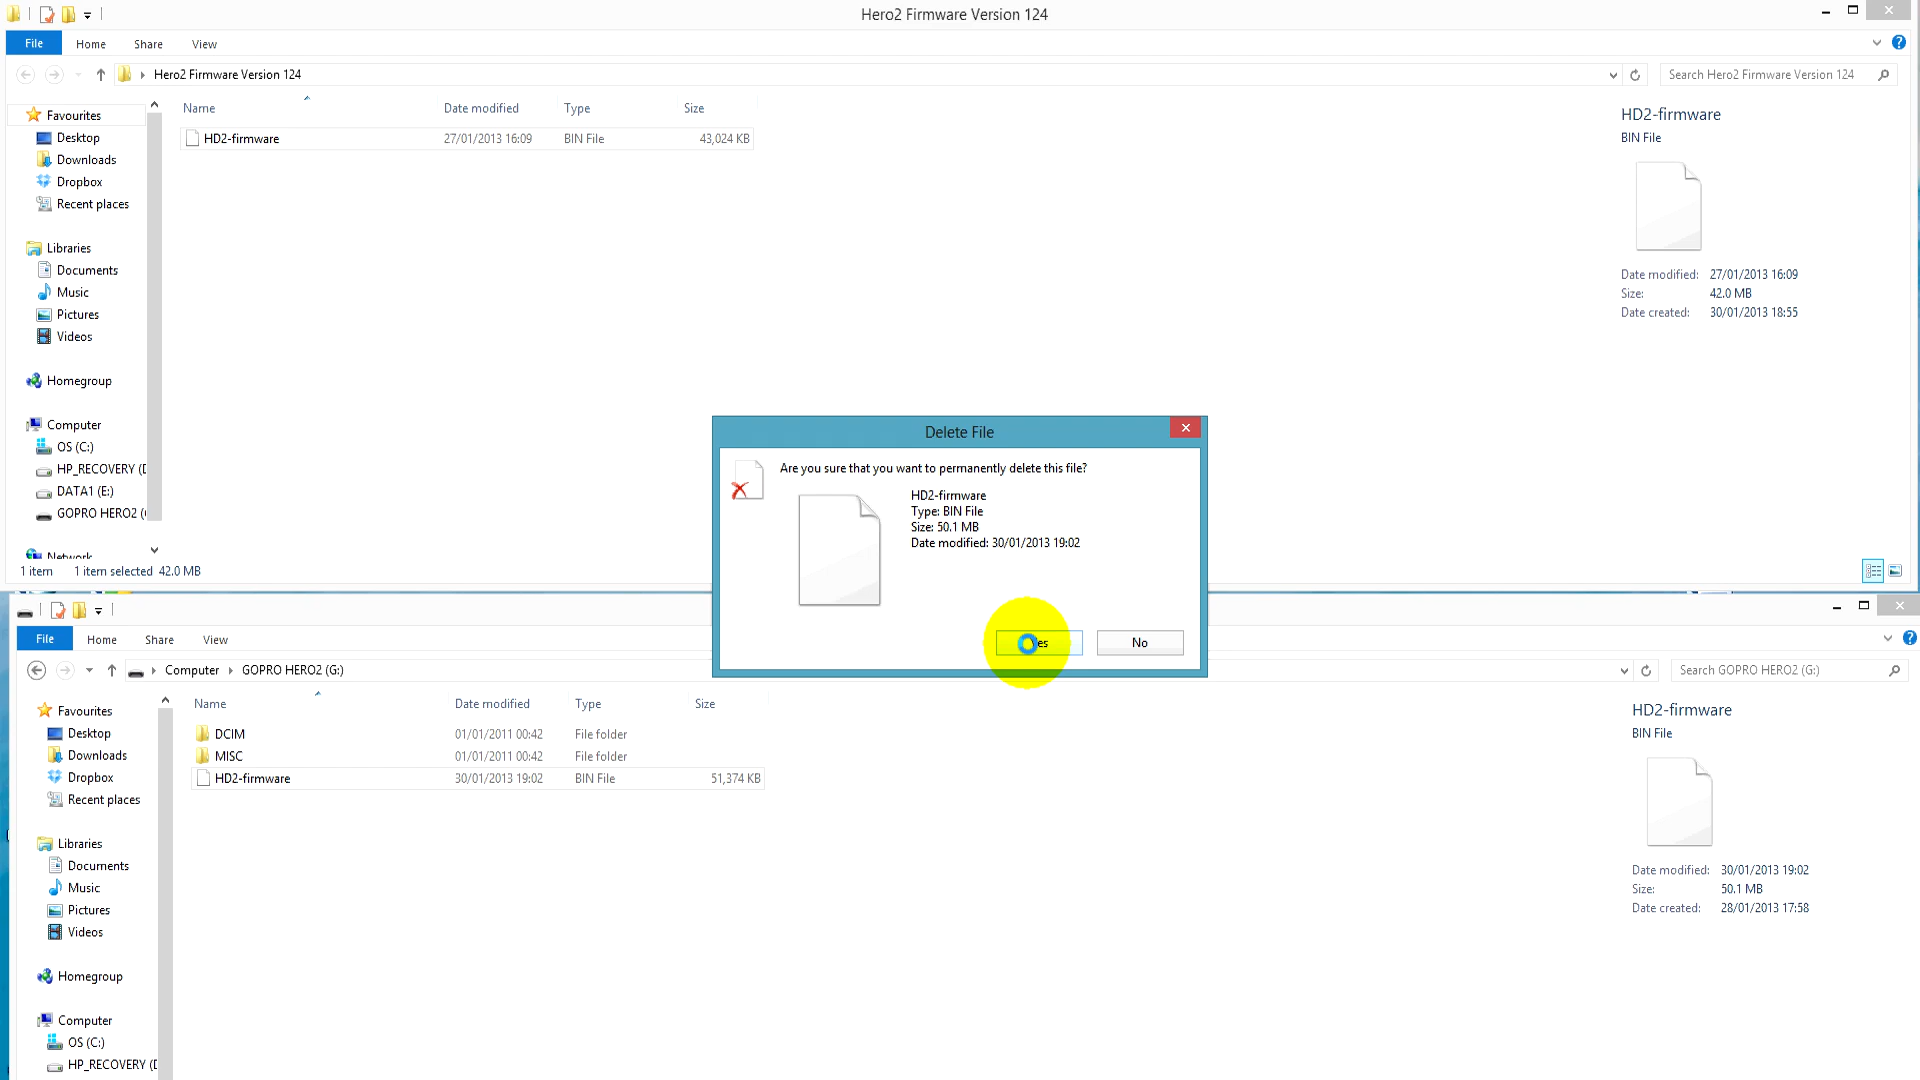 Hero2 Firmware Version 124
File Home Share View
Hero2 Firmware Version 124
Search Hero2 Firmware Version 124
Name Date modified Type Size
HD2-firmware 27/01/2013 16:09 BIN File 43,024 KB
Favourites
Desktop
Downloads
Dropbox
Recent places
Libraries
Documents
Music
Pictures
Videos
Homegroup
Computer
OS (C:)
HP_RECOVERY (D
DATA1 (E:)
GOPRO HERO2 (
Network
HD2-firmware
BIN File
Date modified: 27/01/2013 16:09
Size: 42.0 MB
Date created: 30/01/2013 18:55
1 item 1 item selected 42.0 MB
Delete File
Are you sure that you want to permanently delete this file?
HD2-firmware
Type: BIN File
Size: 50.1 MB
Date modified: 30/01/2013 19:02
No
File Home Share View
Computer GOPRO HERO2 (G:)
Search GOPRO HERO2 (G:)
Name Date modified Type Size
DCIM 01/01/2011 00:42 File folder
MISC 01/01/2011 00:42 File folder
HD2-firmware 30/01/2013 19:02 BIN File 51,374 KB
Favourites
Desktop
Downloads
Dropbox
Recent places
Libraries
Documents
Music
Pictures
Videos
Homegroup
Computer
OS (C:)
HP_RECOVERY (D
HD2-firmware
BIN File
Date modified: 30/01/2013 19:02
Size: 50.1 MB
Date created: 28/01/2013 17:58